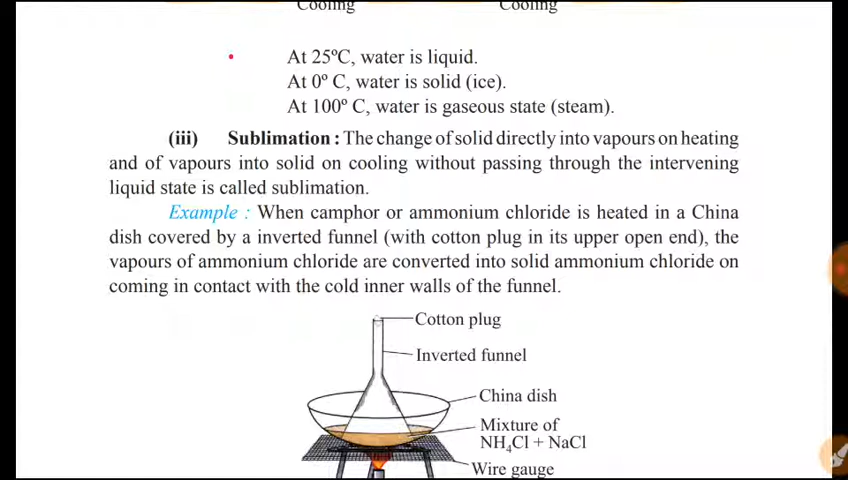 Cooling Cooling
• At 25ºC, water is liquid.
At 0º C, water is solid (ice).
At 100º C, water is gaseous state (steam).
(iii) Sublimation : The change of solid directly into vapours on heating
and of vapours into solid on cooling without passing through the intervening
liquid state is called sublimation.
Example : When camphor or ammonium chloride is heated in a China
dish covered by a inverted funnel (with cotton plug in its upper open end), the
vapours of ammonium chloride are converted into solid ammonium chloride on
coming in contact with the cold inner walls of the funnel.
Cotton plug
Inverted funnel
China dish
Mixture of
NH₄Cl + NaCl
Wire gauge